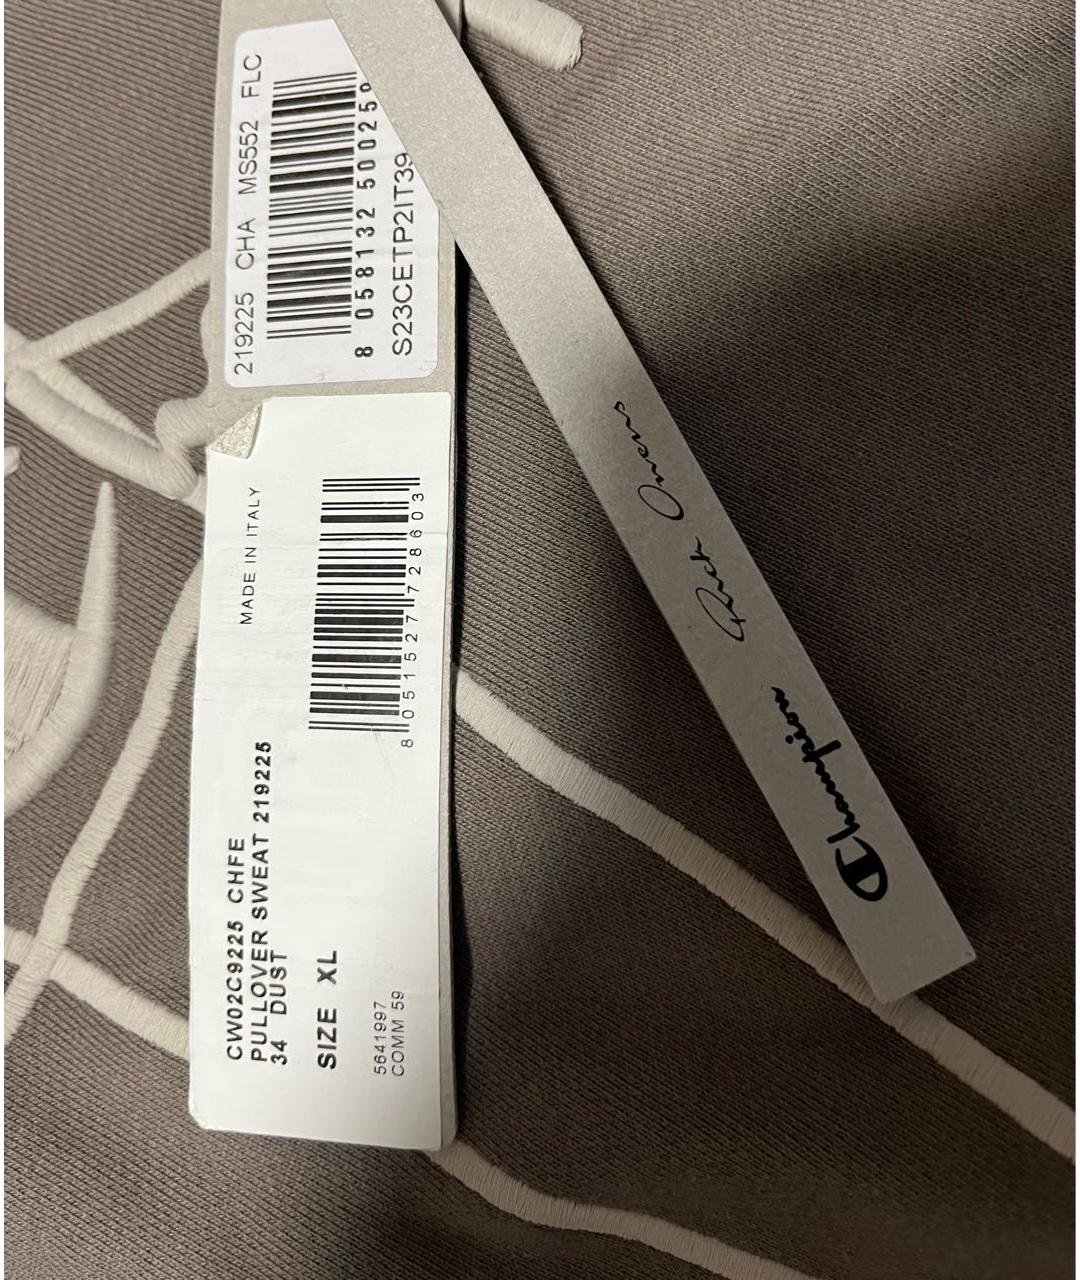 219225 CHA MS552 FLC
8 058132 50025
S23CETP2IT39
MADE IN ITALY
8 051527 728603
CW02C9225 CHFE
PULLOVER SWEAT 219225
34 DUST
SIZE XL
5641997
COMM 59
Champion Rick Owens